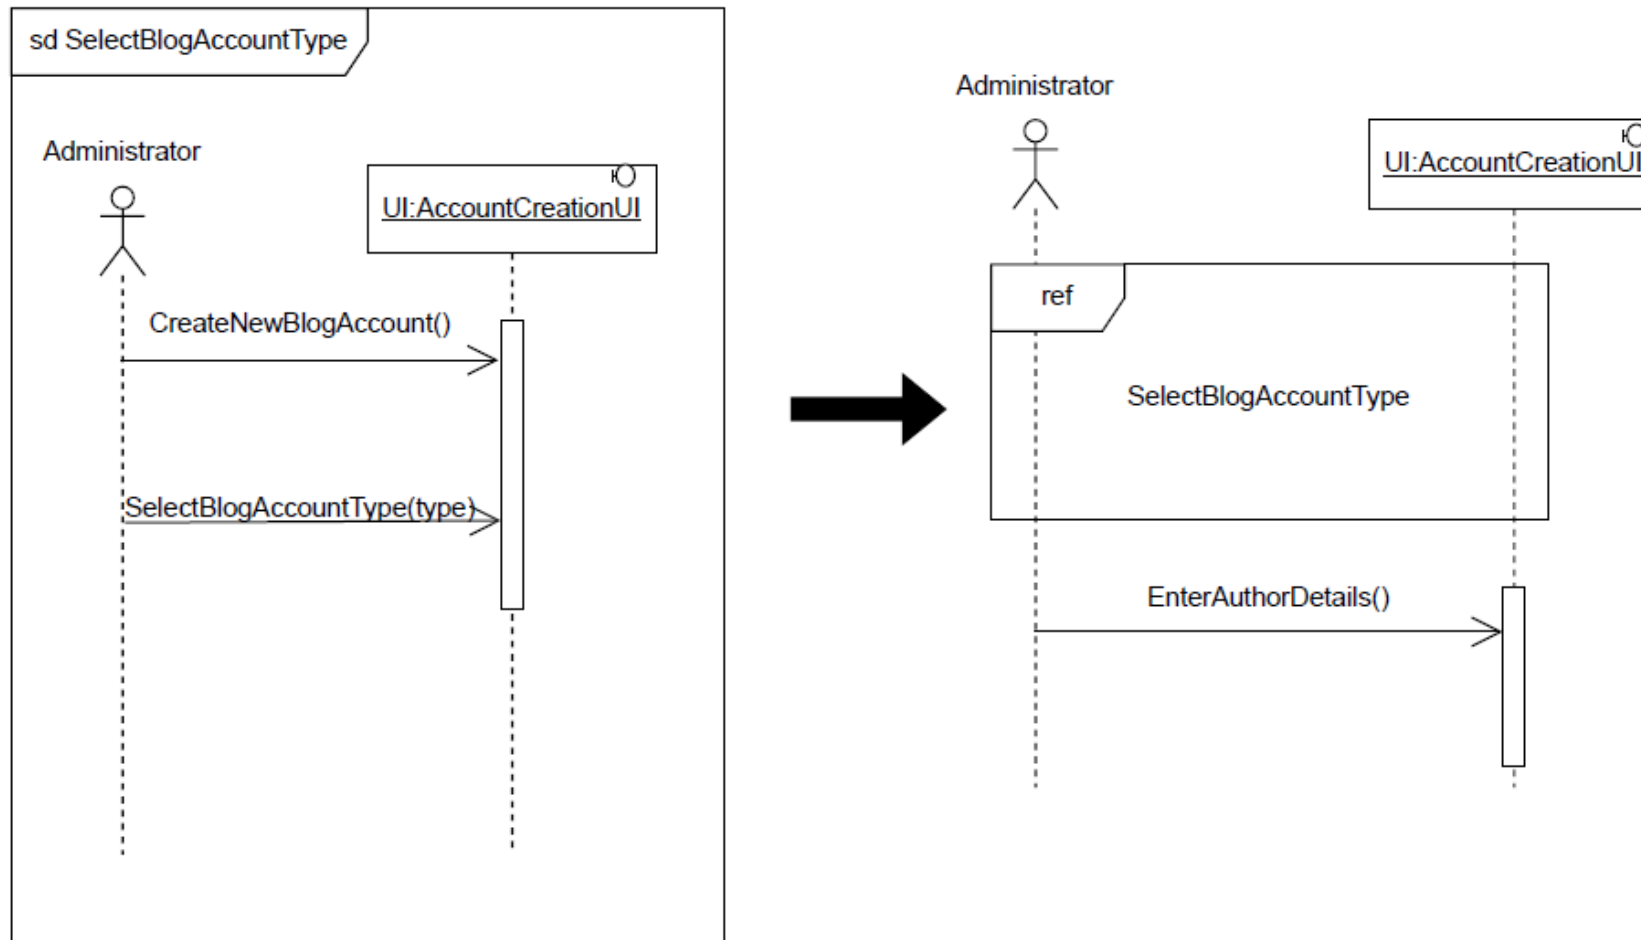 sd SelectBlogAccountType
Administrator
UI:AccountCreationUI
CreateNewBlogAccount()
SelectBlogAccountType(type)
Administrator
UI:AccountCreationUI
ref
SelectBlogAccountType
EnterAuthorDetails()